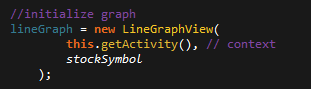 //initialize graph
lineGraph = new LineGraphView(
        this.getActivity(), // context
        stockSymbol
    );